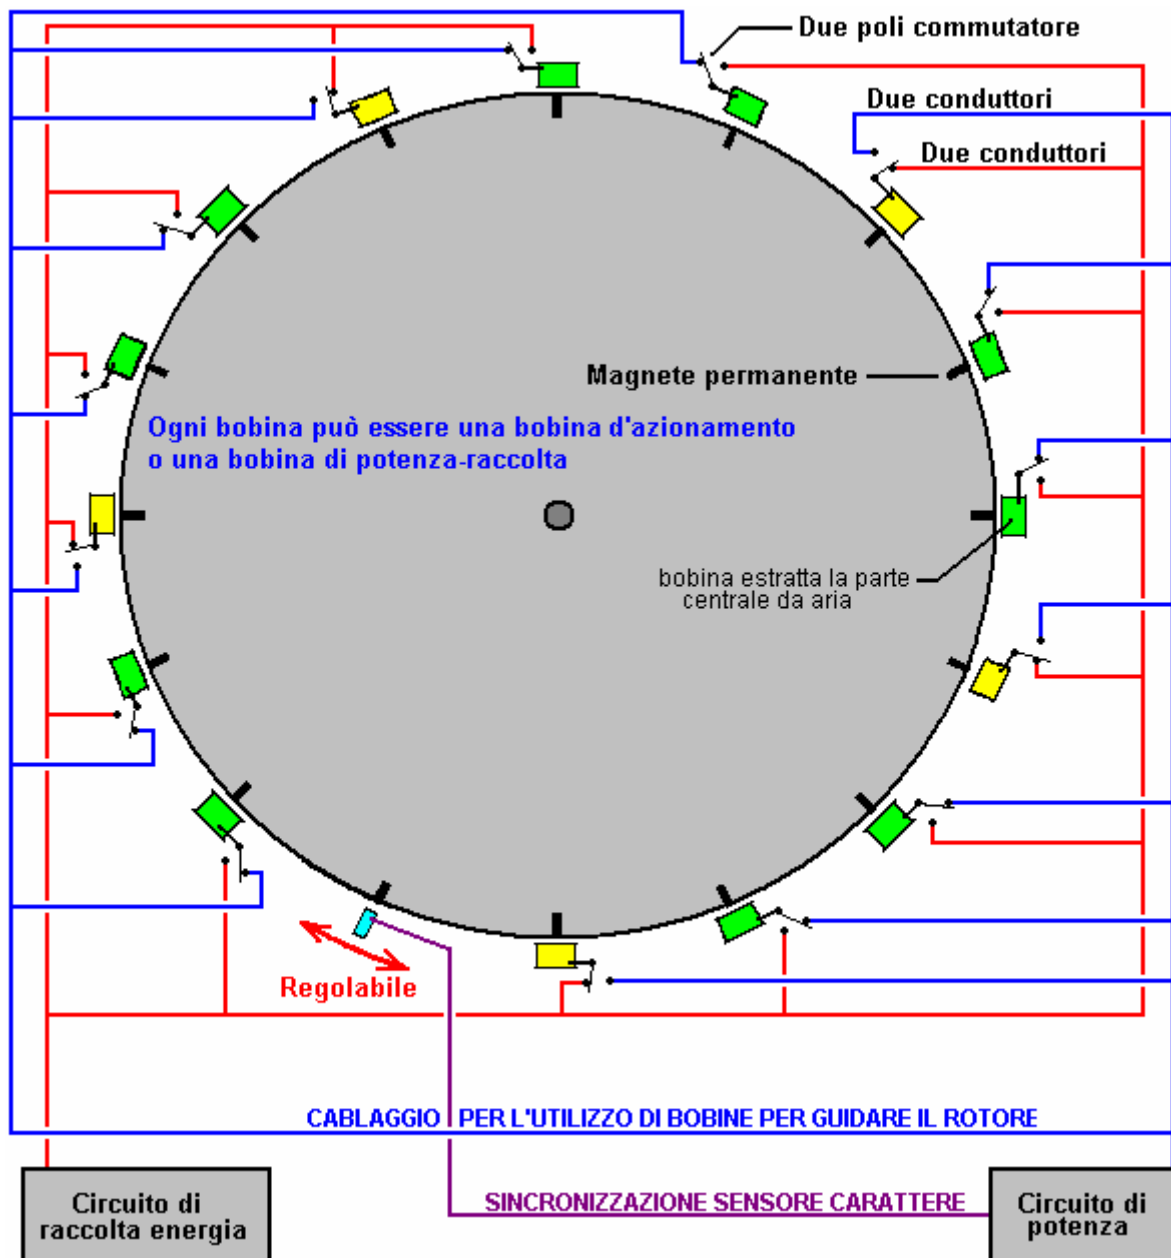 Due poli commutatore
Due conduttori
Due conduttori
Magnete permanente
Ogni bobina può essere una bobina d'azionamento
o una bobina di potenza-raccolta
bobina estratta la parte
centrale da aria
Regolabile
CABLAGGIO PER L'UTILIZZO DI BOBINE PER GUIDARE IL ROTORE
SINCRONIZZAZIONE SENSORE CARATTERE
Circuito di
raccolta energia
Circuito di
potenza